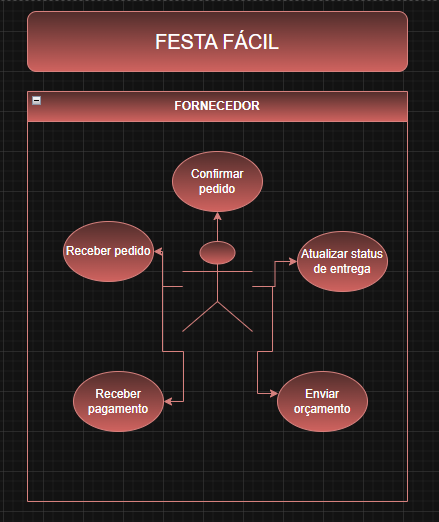 FESTA FÁCIL
FORNECEDOR
Confirmar
pedido
Receber pedido
Atualizar status
de entrega
Receber
pagamento
Enviar
orçamento